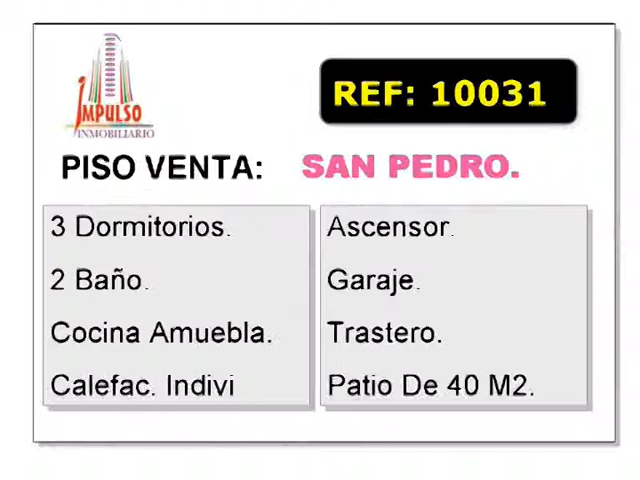 IMPULSO
INMOBILIARIO
REF: 10031
PISO VENTA: SAN PEDRO.
3 Dormitorios.
2 Baño.
Cocina Amuebla.
Calefac. Indivi
Ascensor.
Garaje.
Trastero.
Patio De 40 M2.